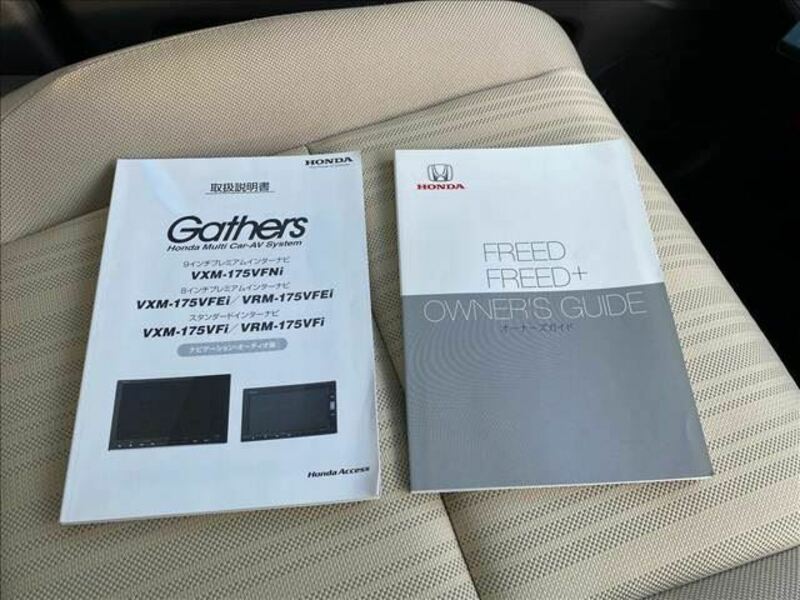 HONDA
取扱説明書
Gathers
Honda Multi Car-AV System
9インチプレミアムインターナビ
VXM-175VFNi
8インチプレミアムインターナビ
VXM-175VFEi/VRM-175VFEi
スタンダードインターナビ
VXM-175VFi/VRM-175VFi
ナビゲーション・オーディオ編
Honda Access
HONDA
FREED
FREED+
OWNER'S GUIDE
オーナーズガイド